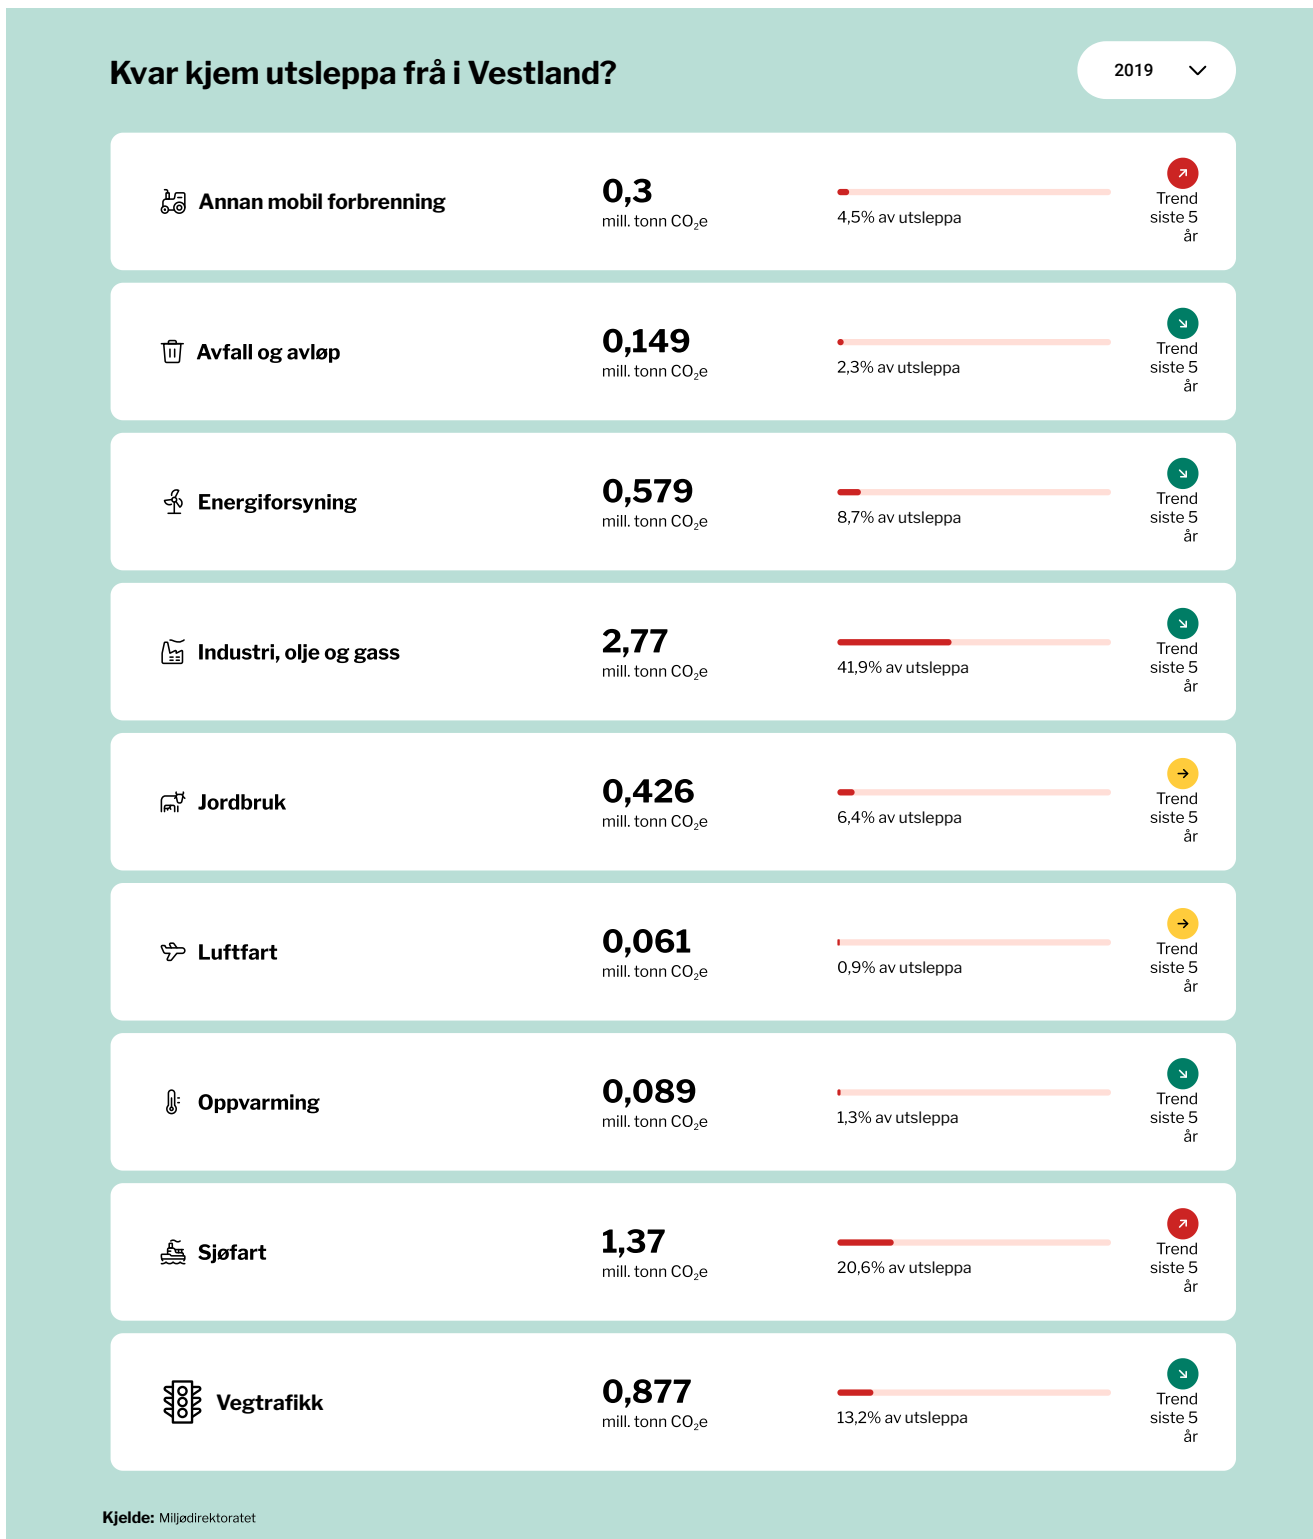 Kvar kjem utsleppa frå i Vestland?
2019
Annan mobil forbrenning
0,3
mill. tonn CO₂e
4,5% av utsleppa
Trend
siste 5
år
Avfall og avløp
0,149
mill. tonn CO₂e
2,3% av utsleppa
Trend
siste 5
år
Energiforsyning
0,579
mill. tonn CO₂e
8,7% av utsleppa
Trend
siste 5
år
Industri, olje og gass
2,77
mill. tonn CO₂e
41,9% av utsleppa
Trend
siste 5
år
Jordbruk
0,426
mill. tonn CO₂e
6,4% av utsleppa
Trend
siste 5
år
Luftfart
0,061
mill. tonn CO₂e
0,9% av utsleppa
Trend
siste 5
år
Oppvarming
0,089
mill. tonn CO₂e
1,3% av utsleppa
Trend
siste 5
år
Sjøfart
1,37
mill. tonn CO₂e
20,6% av utsleppa
Trend
siste 5
år
Vegtrafikk
0,877
mill. tonn CO₂e
13,2% av utsleppa
Trend
siste 5
år
Kjelde: Miljødirektoratet